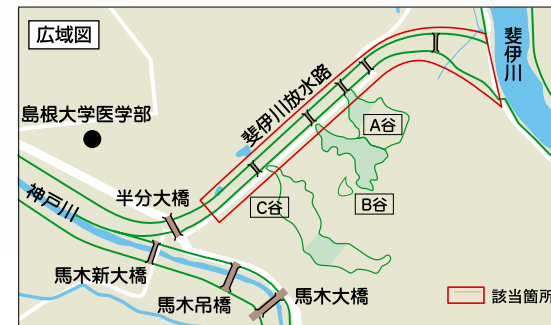 広域図
斐伊川
斐伊川放水路
島根大学医学部
A谷
B谷
C谷
神戸川
半分大橋
馬木新大橋
馬木吊橋
馬木大橋
該当箇所